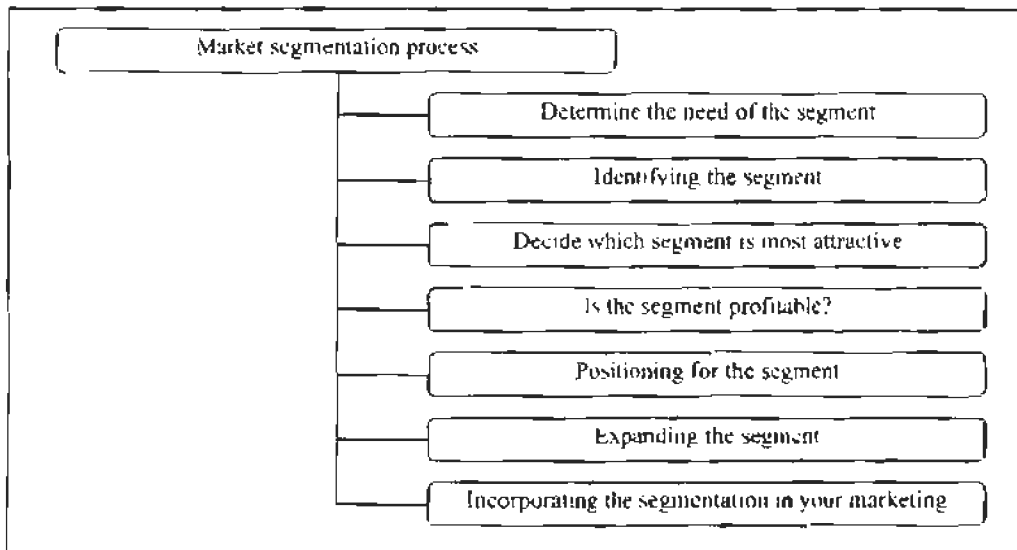 Market segmentation process
Determine the need of the segment
Identifying the segment
Decide which segment is most attractive
Is the segment profitable?
Positioning for the segment
Expanding the segment
Incorporating the segmentation in your marketing